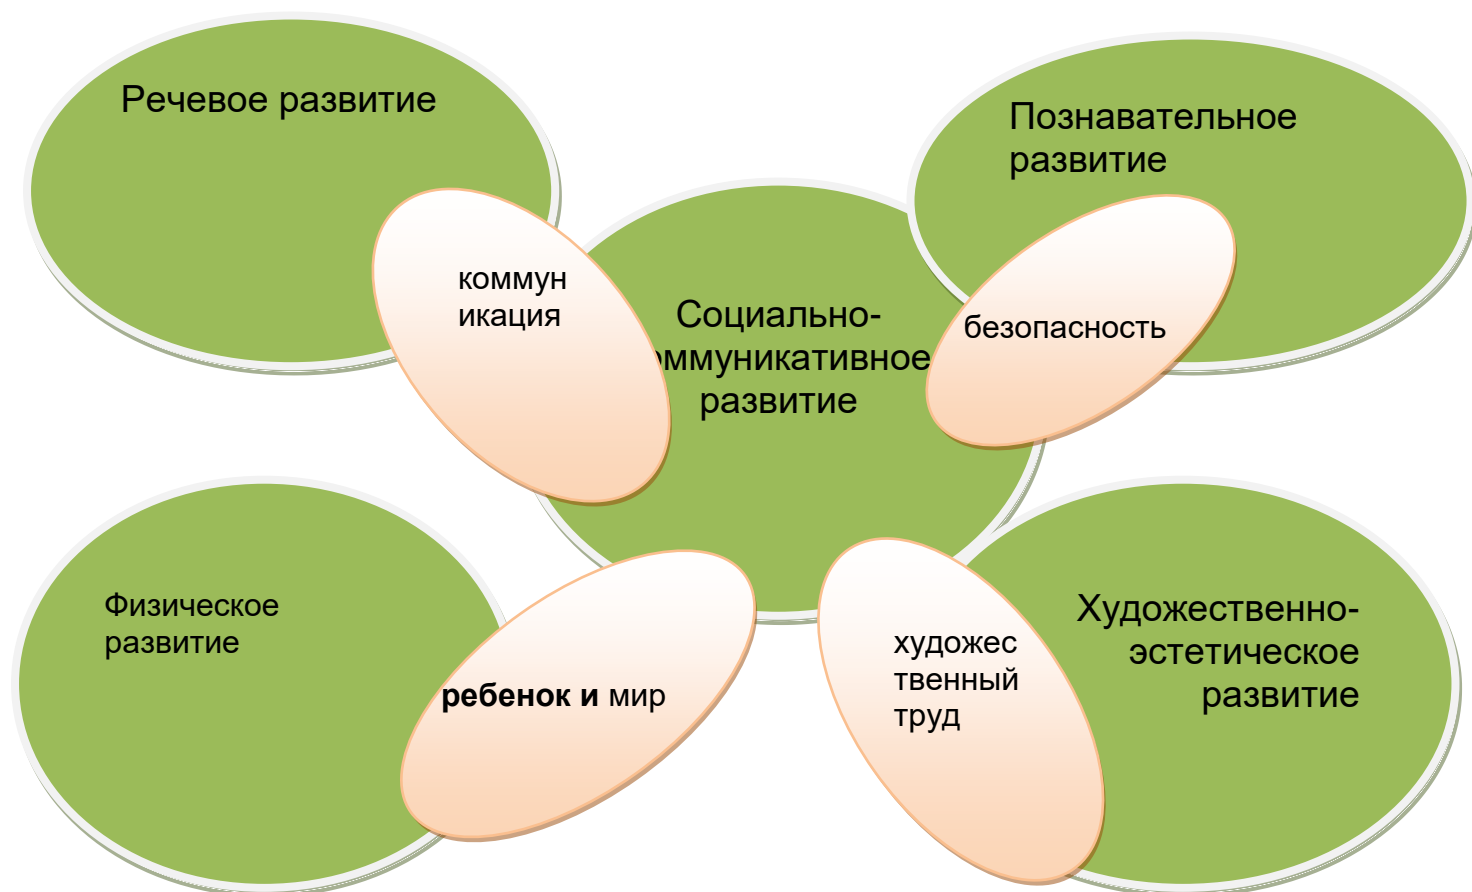 Речевое развитие
Познавательное
развитие
коммун
икация
Социально-
оммуникативное
развитие
безопасность
Физическое
развитие
ребенок и мир
художес
твенный
труд
Художественно-
эстетическое
развитие